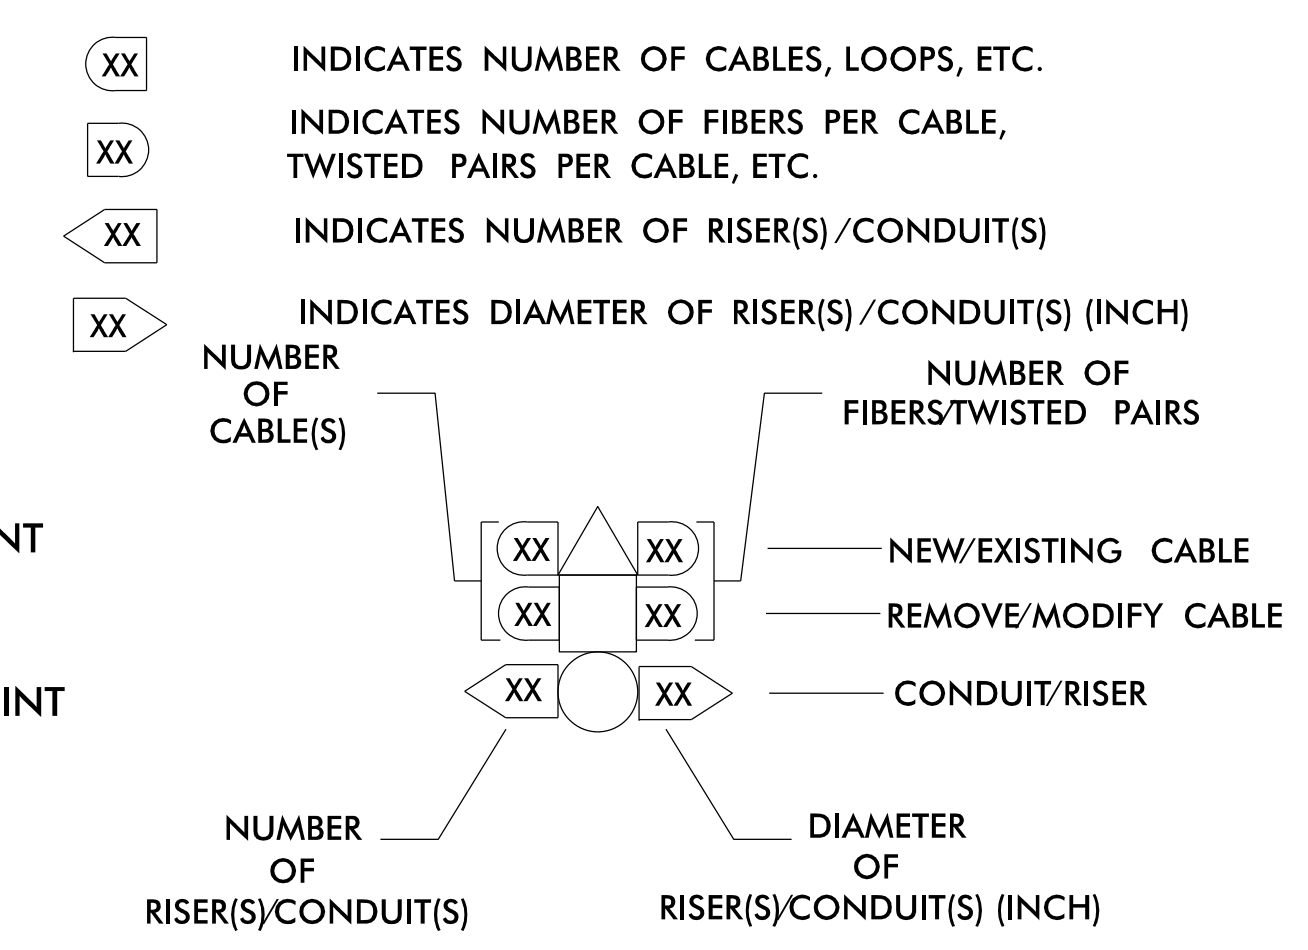 XX INDICATES NUMBER OF CABLES, LOOPS, ETC.
XX INDICATES NUMBER OF FIBERS PER CABLE,
TWISTED PAIRS PER CABLE, ETC.
XX INDICATES NUMBER OF RISER(S)/CONDUIT(S)
XX INDICATES DIAMETER OF RISER(S)/CONDUIT(S) (INCH)
NUMBER
OF
CABLE(S)
NUMBER OF
FIBERS/TWISTED PAIRS
NT
XX XX NEW/EXISTING CABLE
XX XX REMOVE/MODIFY CABLE
INT
XX XX CONDUIT/RISER
NUMBER
OF
RISER(S)/CONDUIT(S)
DIAMETER
OF
RISER(S)/CONDUIT(S) (INCH)